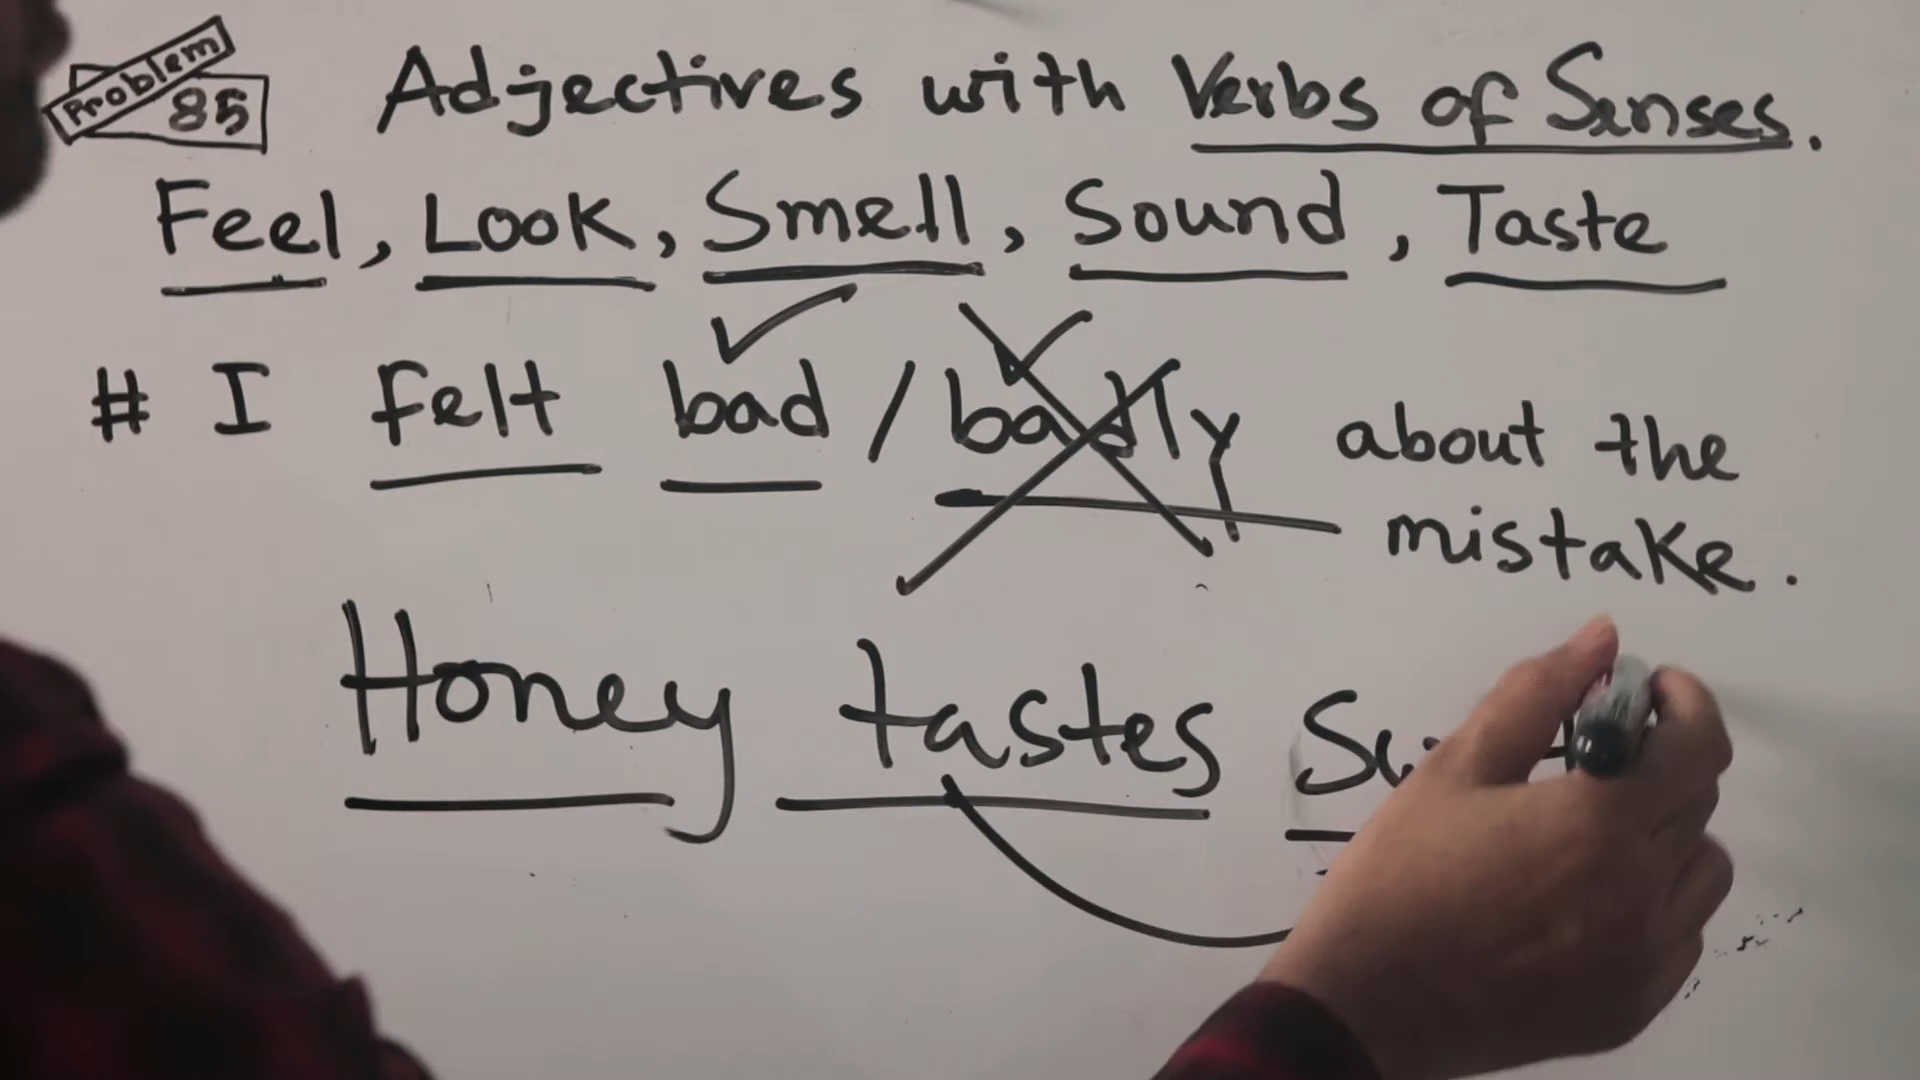 Problem
85
Adjectives with Verbs of Senses.
Feel, Look, Smell, Sound, Taste
# I felt bad / badly about the
mistake.
Honey tastes